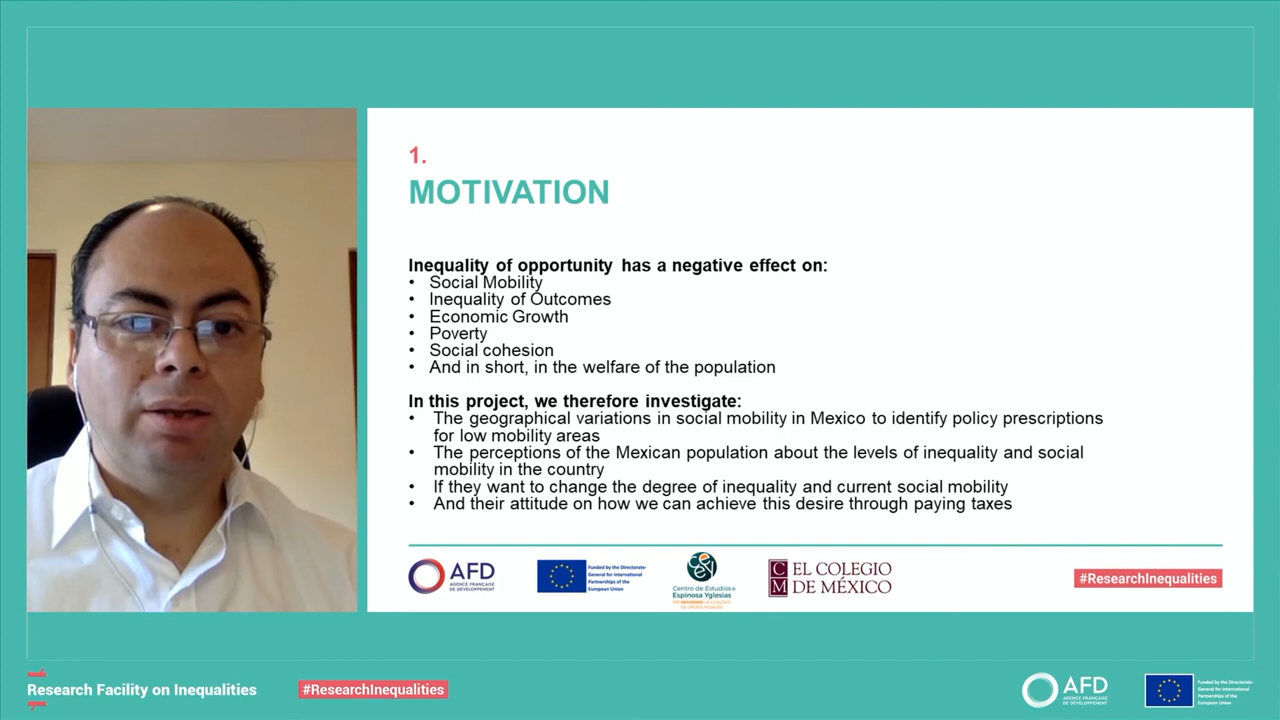 1.
MOTIVATION
Inequality of opportunity has a negative effect on:
• Social Mobility
• Inequality of Outcomes
• Economic Growth
• Poverty
• Social cohesion
• And in short, in the welfare of the population
In this project, we therefore investigate:
• The geographical variations in social mobility in Mexico to identify policy prescriptions
for low mobility areas
• The perceptions of the Mexican population about the levels of inequality and social
mobility in the country
• If they want to change the degree of inequality and current social mobility
• And their attitude on how we can achieve this desire through paying taxes
AFD
AGENCE FRANÇAISE
DE DÉVELOPPEMENT
Funded by the Directorate-
General for International
Partnerships of the
European Union
Centro de Estudios
Espinosa Yglesias
C
M
EL COLEGIO
DE MÉXICO
#ResearchInequalities
Research Facility on Inequalities
#ResearchInequalities
AFD
AGENCE FRANÇAISE
DE DÉVELOPPEMENT
Funded by the Directorate-
General for International
Partnerships of the
European Union